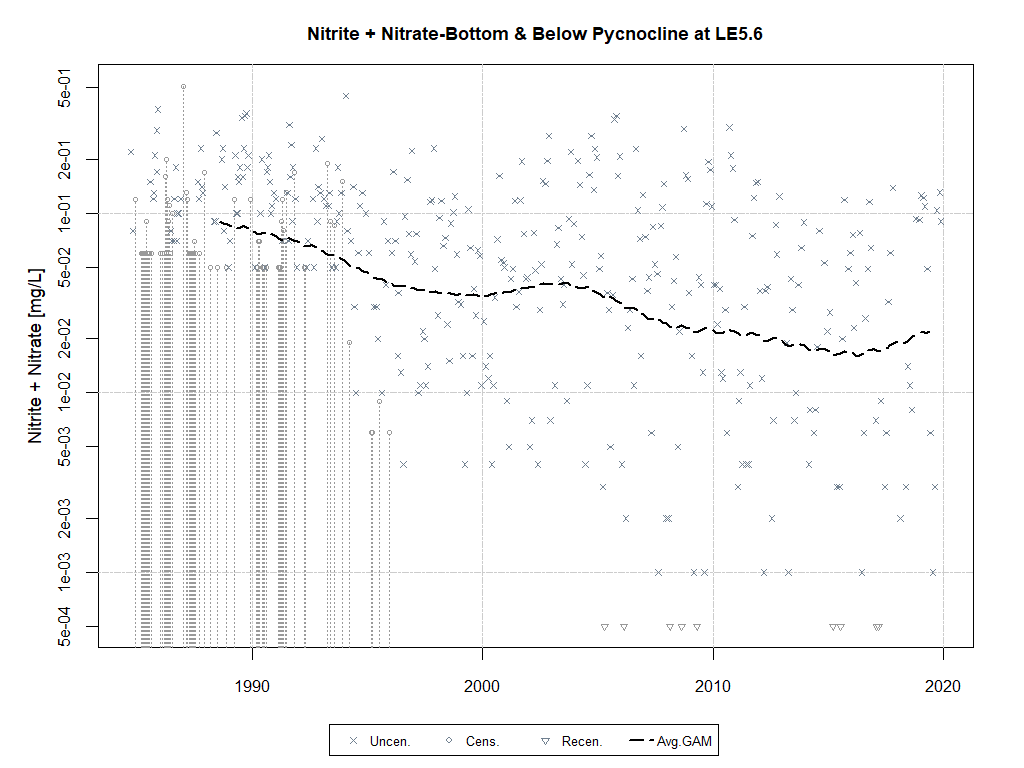 Nitrite + Nitrate-Bottom & Below Pycnocline at LE5.6
Nitrite + Nitrate [mg/L]
5e-01
2e-01
1e-01
5e-02
2e-02
1e-02
5e-03
2e-03
1e-03
5e-04
1990 2000 2010 2020
Uncen. Cens. Recen. Avg.GAM